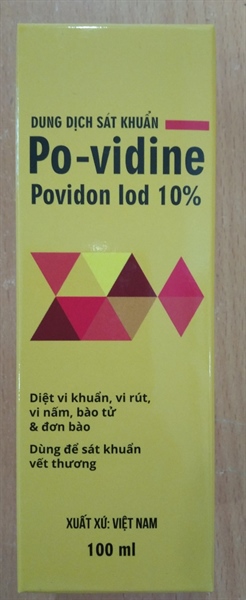 DUNG DỊCH SÁT KHUẨN
Po-vidine
Povidon Iod 10%
Diệt vi khuẩn, vi rút,
vi nấm, bào tử
& đơn bào
Dùng để sát khuẩn
vết thương
XUẤT XỨ: VIỆT NAM
100 ml